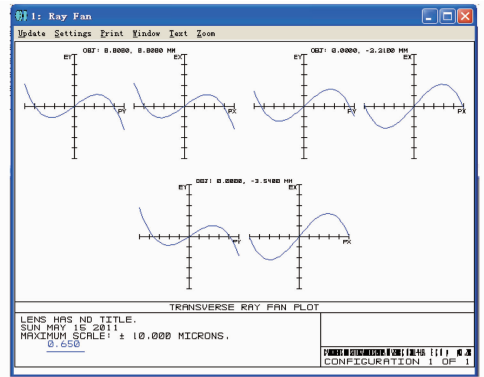 1: Ray Fan
Update Settings Print Window Text Zoom
OBJ: 0.0000, 0.0000 MM
EY
EX
PY
PX
OBJ: 0.0000, -2.2100 MM
EY
EX
PY
PX
OBJ: 0.0000, -3.5400 MM
EY
EX
PY
PX
TRANSVERSE RAY FAN PLOT
LENS HAS NO TITLE.
SUN MAY 15 2011
MAXIMUM SCALE: ± 10.000 MICRONS.
0.650
CONFIGURATION 1 OF 1